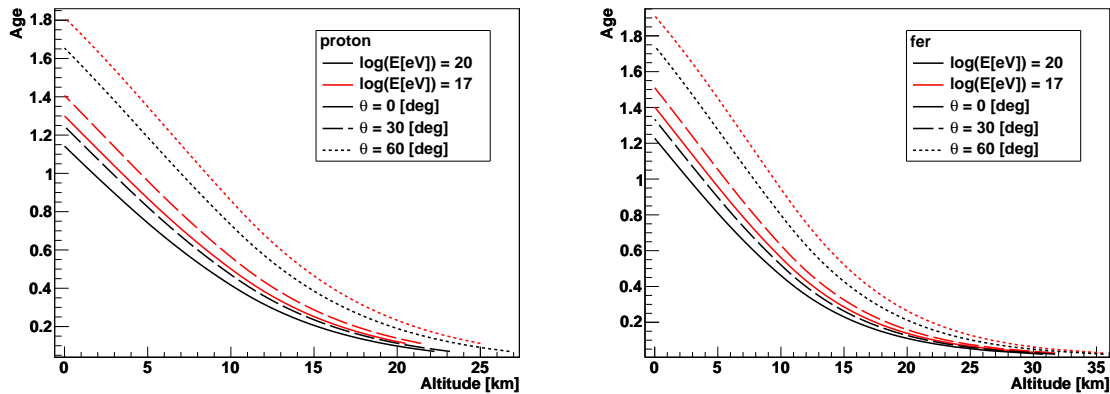 Age
1.8
1.6
1.4
1.2
1
0.8
0.6
0.4
0.2
proton
log(E[eV]) = 20
log(E[eV]) = 17
θ = 0 [deg]
θ = 30 [deg]
θ = 60 [deg]
0 5 10 15 20 25
Altitude [km]
Age
1.8
1.6
1.4
1.2
1
0.8
0.6
0.4
0.2
fer
log(E[eV]) = 20
log(E[eV]) = 17
θ = 0 [deg]
θ = 30 [deg]
θ = 60 [deg]
0 5 10 15 20 25 30 35
Altitude [km]